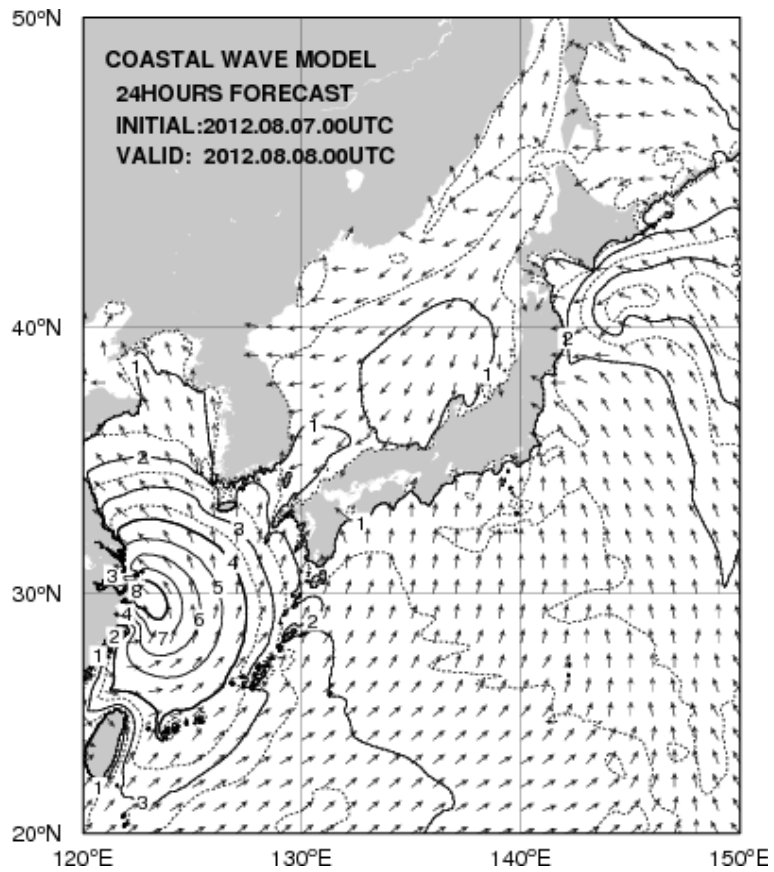 50°N
COASTAL WAVE MODEL
24HOURS FORECAST
INITIAL:2012.08.07.00UTC
VALID: 2012.08.08.00UTC
3
40°N
2
1
1
1
2
3
1
4
3
5
30°N
8
6
4
2
7
2
1
1
3
20°N
120°E
130°E
140°E
150°E